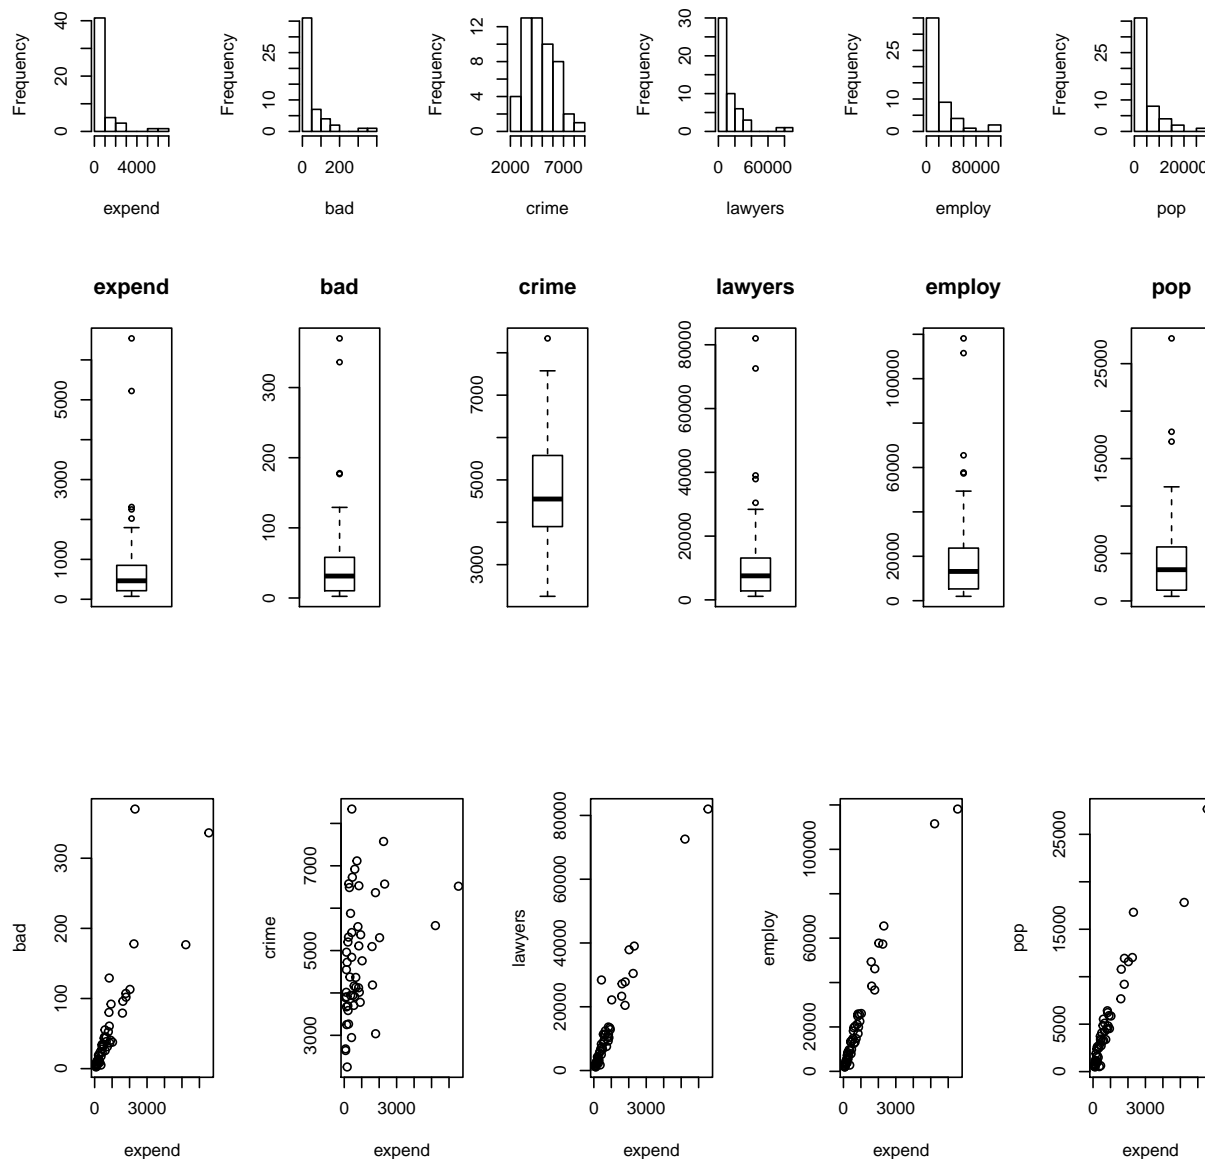 Frequency Frequency Frequency Frequency Frequency Frequency
40 25 12 30 25 25
20 10 8 20 10 10
0 0 4 10 0 0
0 0
0 4000 0 200 2000 7000 0 60000 0 80000 0 20000
expend bad crime lawyers employ pop
expend bad crime lawyers employ pop
5000 300 7000 80000 100000 25000
3000 200 5000 60000 60000 15000
1000 100 3000 40000 20000 5000
0 0 20000 0 0
0
bad crime lawyers employ pop
300 7000 80000 100000 25000
200 5000 60000 60000 15000
100 3000 40000 40000 5000
0 20000 20000 0
0 0
0 3000 0 3000 0 3000 0 3000 0 3000
expend expend expend expend expend